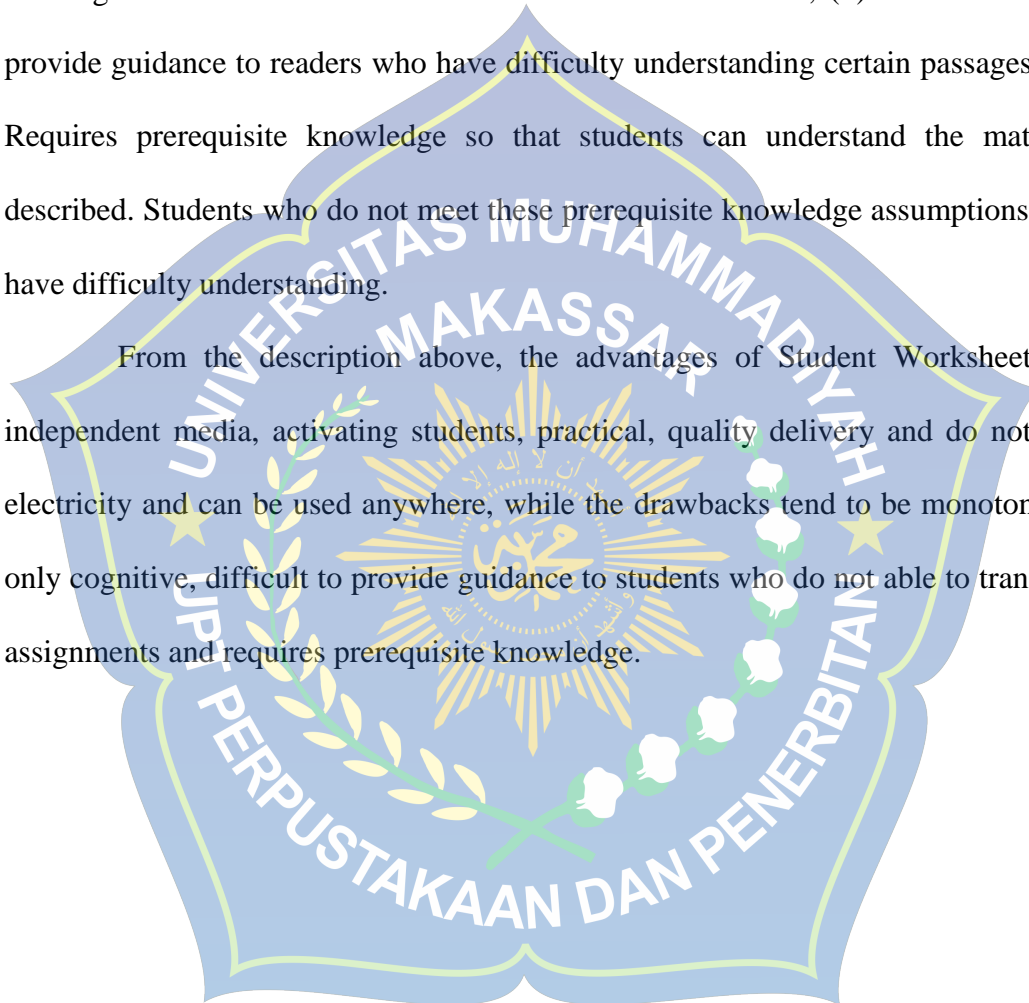 provide guidance to readers who have difficulty understanding certain passages
Requires prerequisite knowledge so that students can understand the mat
described. Students who do not meet these prerequisite knowledge assumptions
have difficulty understanding.
From the description above, the advantages of Student Worksheet
independent media, activating students, practical, quality delivery and do not
electricity and can be used anywhere, while the drawbacks tend to be monoton
only cognitive, difficult to provide guidance to students who do not able to tran
assignments and requires prerequisite knowledge.
UNIVERSITAS MUHAMMADIYAH
MAKASSAR
UPT PERPUSTAKAAN DAN PENERBITAN